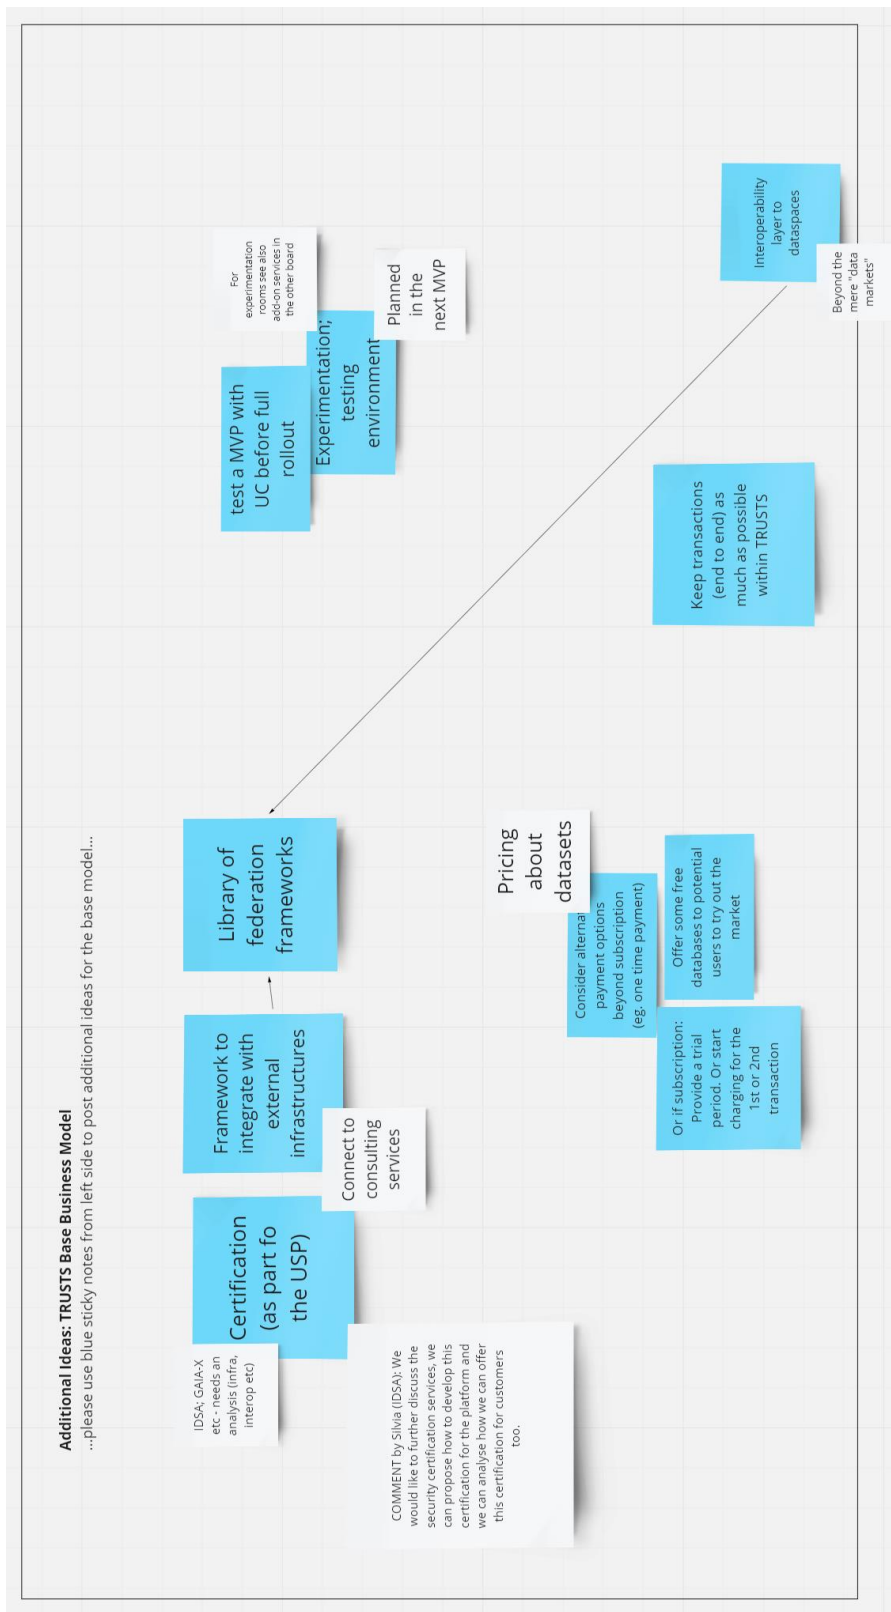 Additional Ideas: TRUSTS Base Business Model
...please use blue sticky notes from left side to post additional ideas for the base model...
IDSA; GAIA-X
etc - needs an
analysis (infra,
interop etc)
Certification
(as part fo
the USP)
COMMENT by Silvia (IDSA): We
would like to further discuss the
security certification services, we
can propose how to develop this
certification for the platform and
we can analyse how we can offer
this certification for customers
too.
Framework to
integrate with
external
infrastructures
Connect to
consulting
services
Library of
federation
frameworks
test a MVP with
UC before full
rollout
For
experimentation
rooms see also
add-on services in
the other board
Experimentation;
testing
environment
Planned
in the
next MVP
Pricing
about
datasets
Consider alterna
payment options
beyond subscription
(eg. one time payment)
Or if subscription:
Provide a trial
period. Or start
charging for the
1st or 2nd
transaction
Offer some free
databases to potential
users to try out the
market
Keep transactions
(end to end) as
much as possible
within TRUSTS
Interoperability
layer to
dataspaces
Beyond the
mere "data
markets"